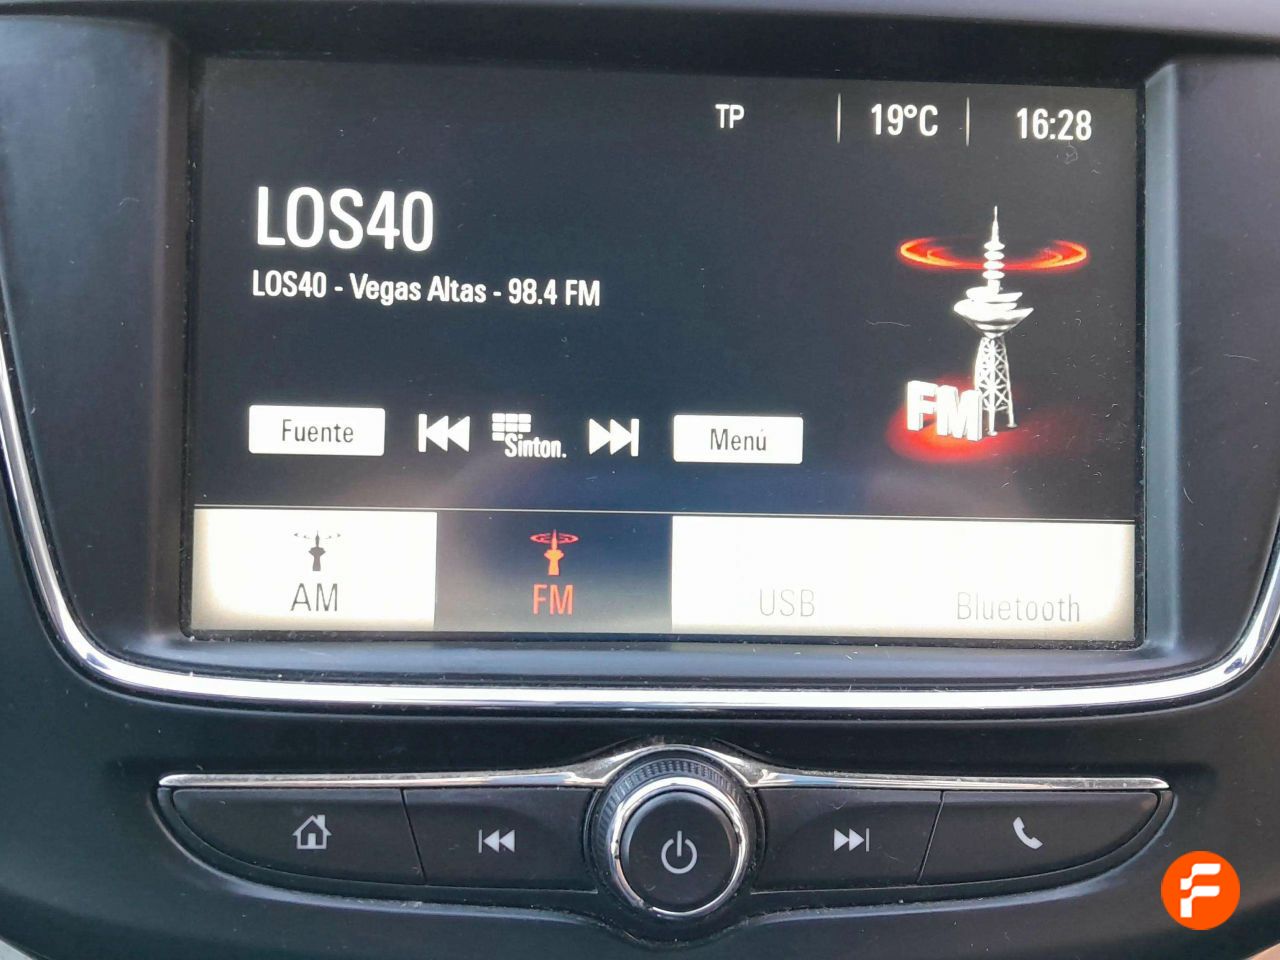 TP 19°C 16:28
LOS40
LOS40 - Vegas Altas - 98.4 FM
FM
Fuente Sinton. Menú
AM FM USB Bluetooth